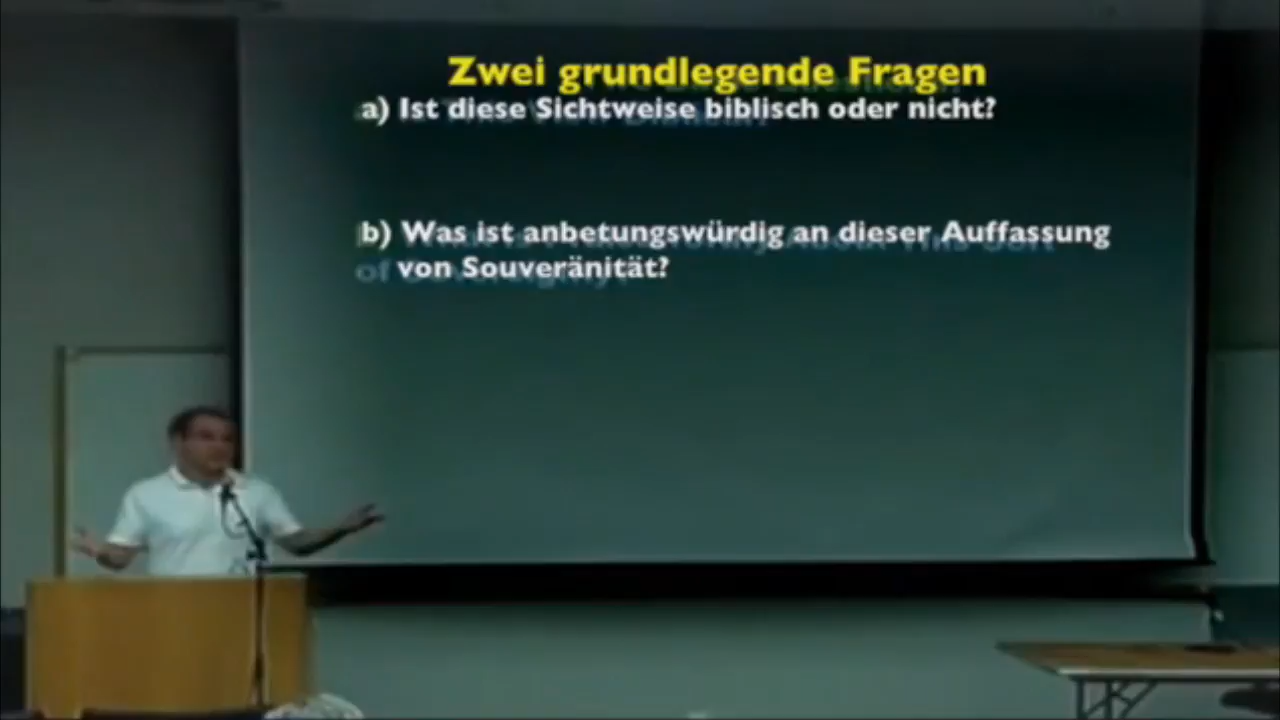 Zwei grundlegende Fragen
a) Ist diese Sichtweise biblisch oder nicht?
b) Was ist anbetungswürdig an dieser Auffassung
von Souveränität?